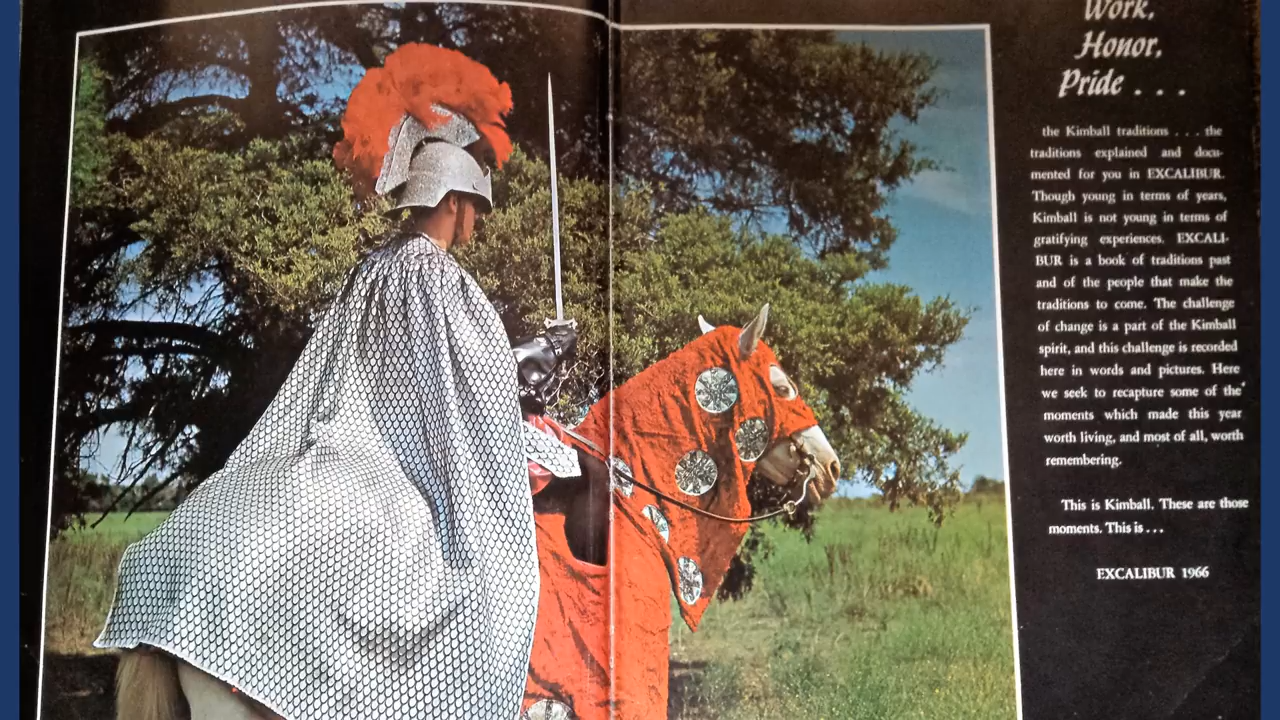 Work,
Honor,
Pride . . .
the Kimball traditions . . . the
traditions explained and docu-
mented for you in EXCALIBUR.
Though young in terms of years,
Kimball is not young in terms of
gratifying experiences. EXCALI-
BUR is a book of traditions past
and of the people that make the
traditions to come. The challenge
of change is a part of the Kimball
spirit, and this challenge is recorded
here in words and pictures. Here
we seek to recapture some of the
moments which made this year
worth living, and most of all, worth
remembering.
This is Kimball. These are those
moments. This is . . .
EXCALIBUR 1966